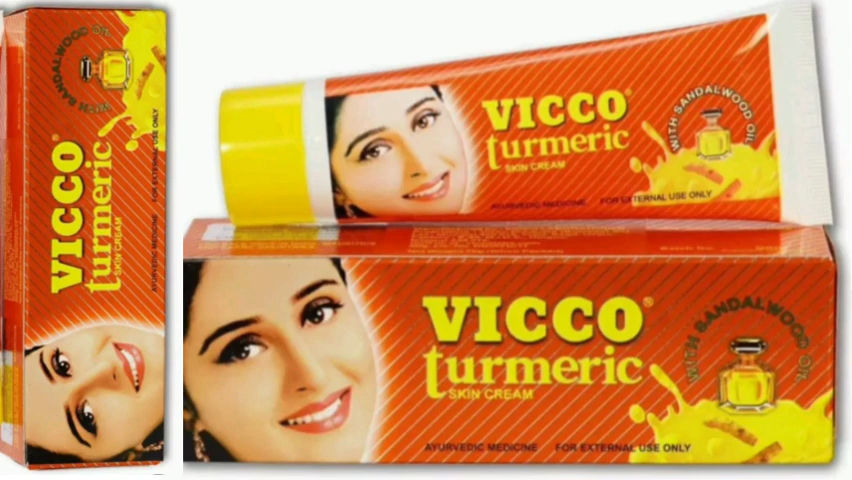 VICCO®
turmeric
SKIN CREAM
AYURVEDIC MEDICINE FOR EXTERNAL USE ONLY
WITH SANDALWOOD OIL
VICCO®
turmeric
SKIN CREAM
WITH SANDALWOOD OIL
AYURVEDIC MEDICINE FOR EXTERNAL USE ONLY
VICCO®
turmeric
SKIN CREAM
WITH SANDALWOOD OIL
AYURVEDIC MEDICINE FOR EXTERNAL USE ONLY